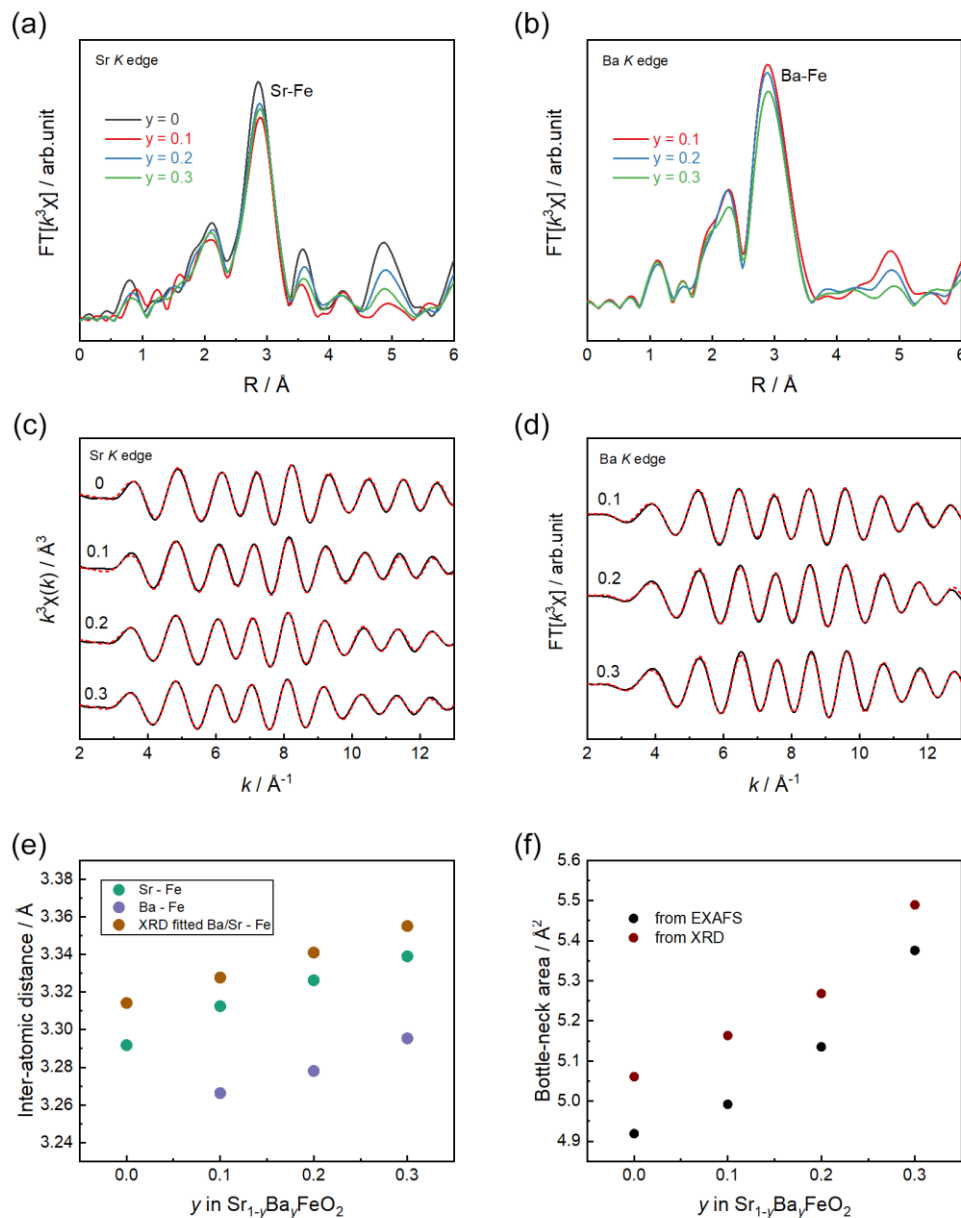 (a)
Sr K edge
Sr-Fe
y = 0
y = 0.1
y = 0.2
y = 0.3
FT[k³χ] / arb.unit
0 1 2 3 4 5 6
R / Å
(b)
Ba K edge
Ba-Fe
y = 0.1
y = 0.2
y = 0.3
FT[k³χ] / arb.unit
0 1 2 3 4 5 6
R / Å
(c)
Sr K edge
0
0.1
0.2
0.3
k³χ(k) / Å³
2 4 6 8 10 12
k / Å⁻¹
(d)
Ba K edge
0.1
0.2
0.3
FT[k³χ] / arb.unit
2 4 6 8 10 12
k / Å⁻¹
(e)
3.38
3.36
3.34
3.32
3.30
3.28
3.26
3.24
Sr - Fe
Ba - Fe
XRD fitted Ba/Sr - Fe
Inter-atomic distance / Å
0.0 0.1 0.2 0.3
y in Sr₁₋yBayFeO₂
(f)
5.6
5.5
5.4
5.3
5.2
5.1
5.0
4.9
from EXAFS
from XRD
Bottle-neck area / Å²
0.0 0.1 0.2 0.3
y in Sr₁₋yBayFeO₂